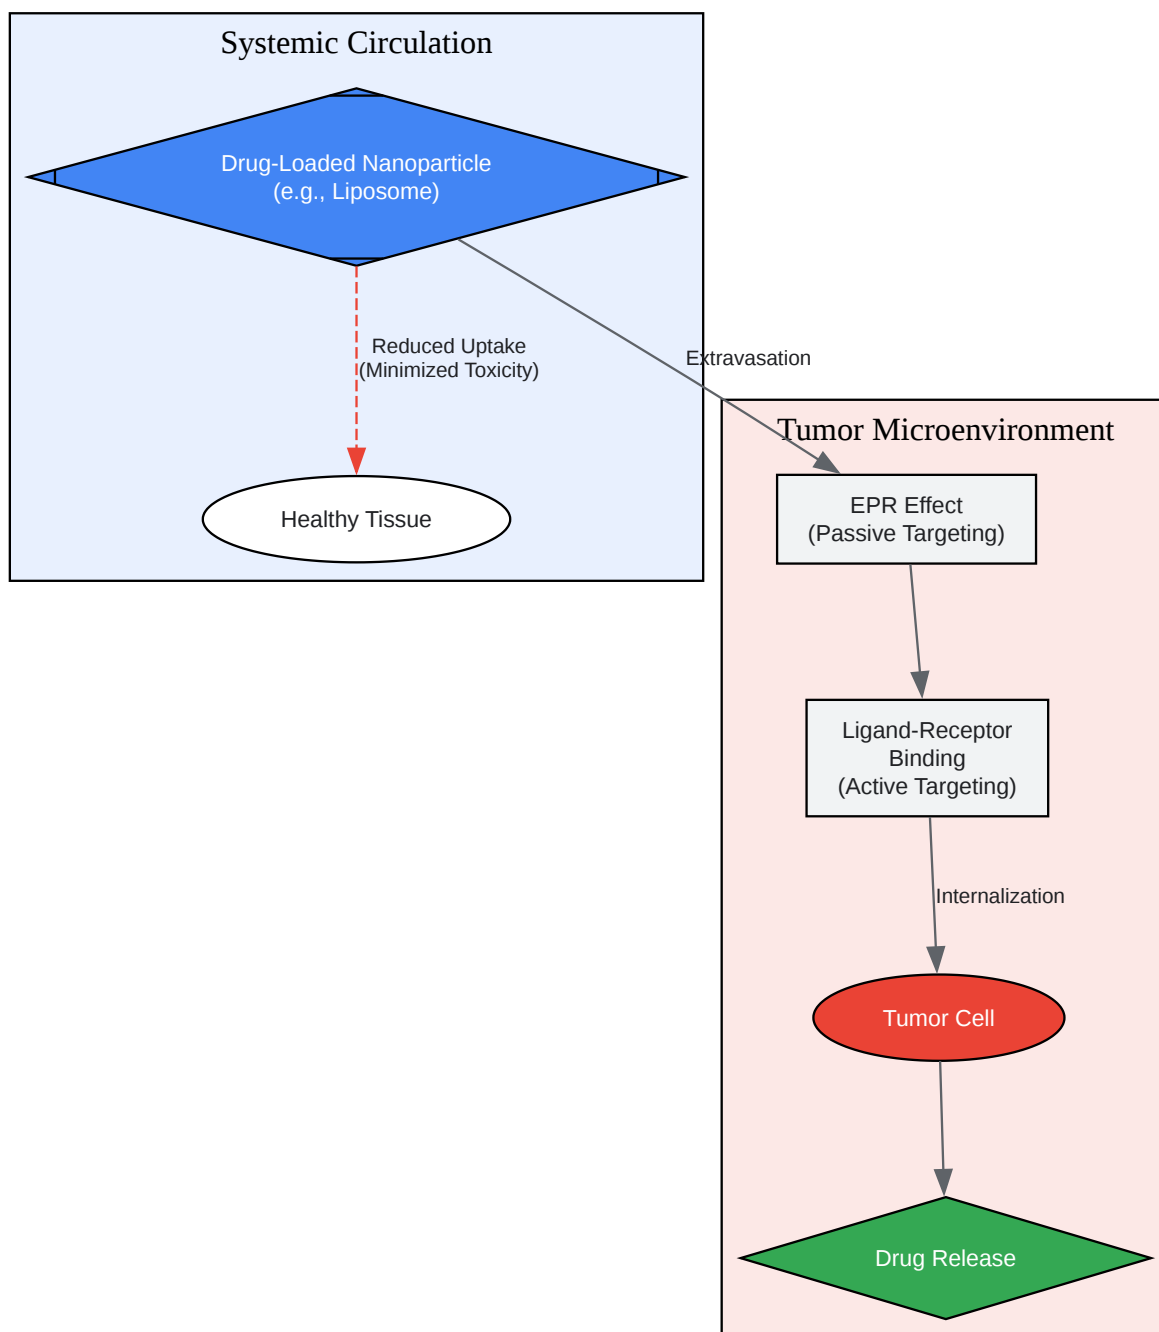 Systemic Circulation
Drug-Loaded Nanoparticle
(e.g., Liposome)
Reduced Uptake
(Minimized Toxicity)
Extravasation
Healthy Tissue
Tumor Microenvironment
EPR Effect
(Passive Targeting)
Ligand-Receptor
Binding
(Active Targeting)
Internalization
Tumor Cell
Drug Release